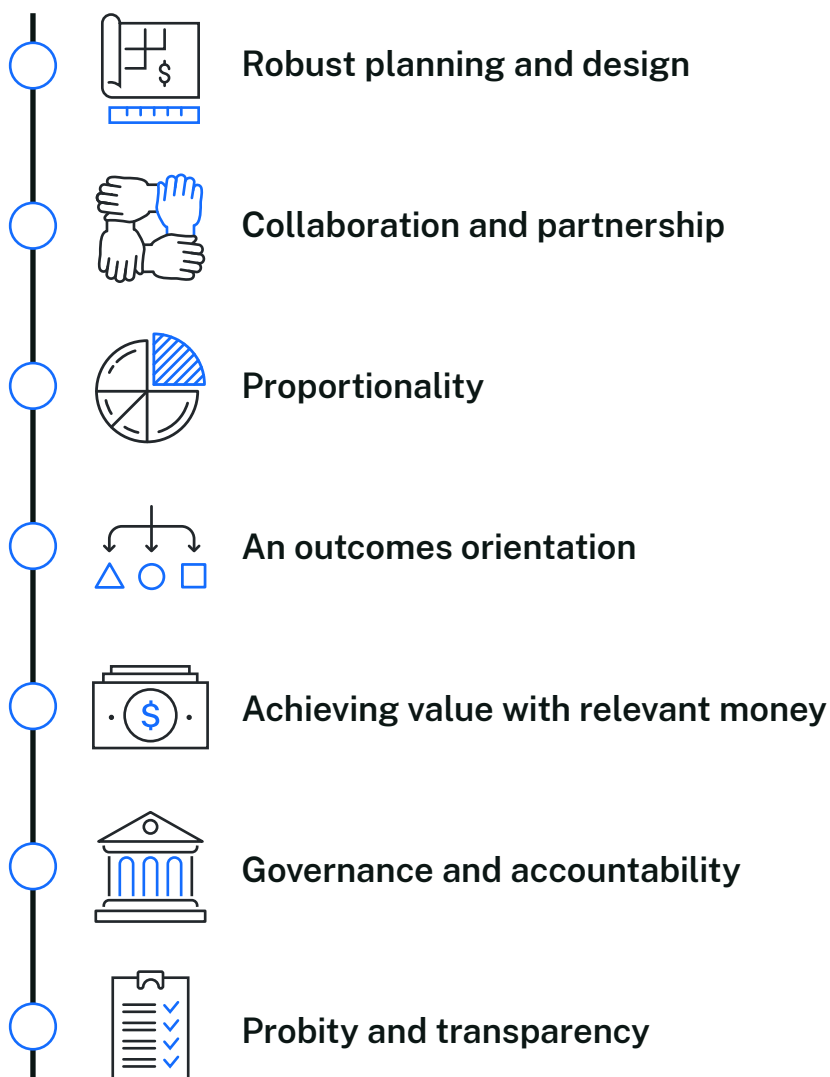 $
Robust planning and design
Collaboration and partnership
Proportionality
An outcomes orientation
$
Achieving value with relevant money
Governance and accountability
Probity and transparency